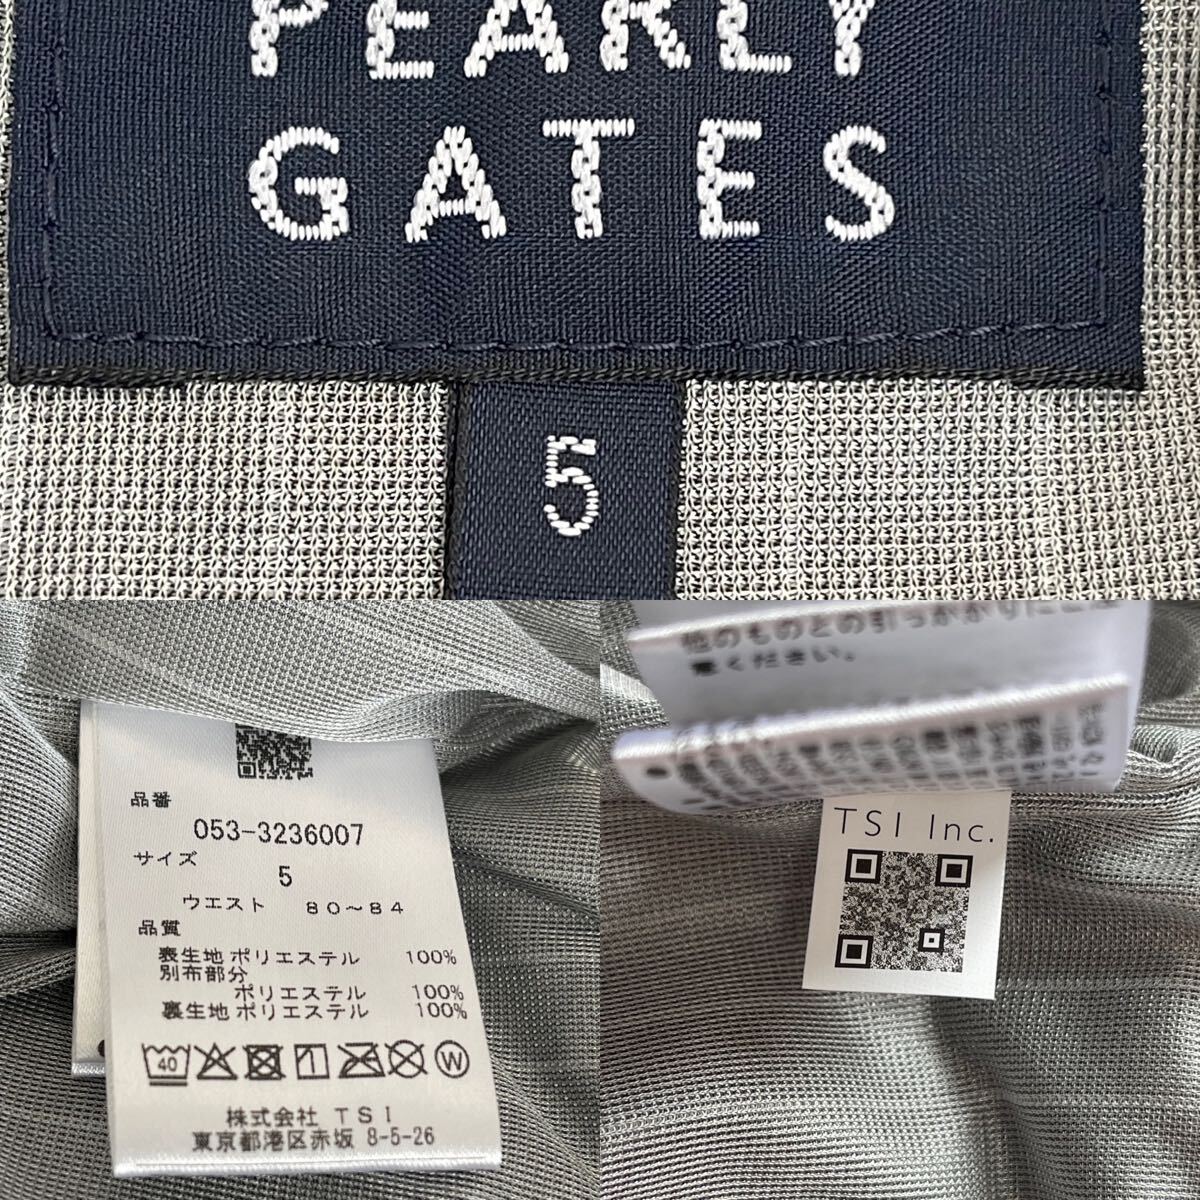 PEARLY
GATES
5
品番
053-3236007
サイズ
5
ウエスト 80~84
品質
表生地 ポリエステル 100%
別布部分
ポリエステル 100%
裏生地 ポリエステル 100%
40
W
株式会社 TSI
東京都港区赤坂 8-5-26
他のものとの引っかかりにご注
意ください。
TSI Inc.